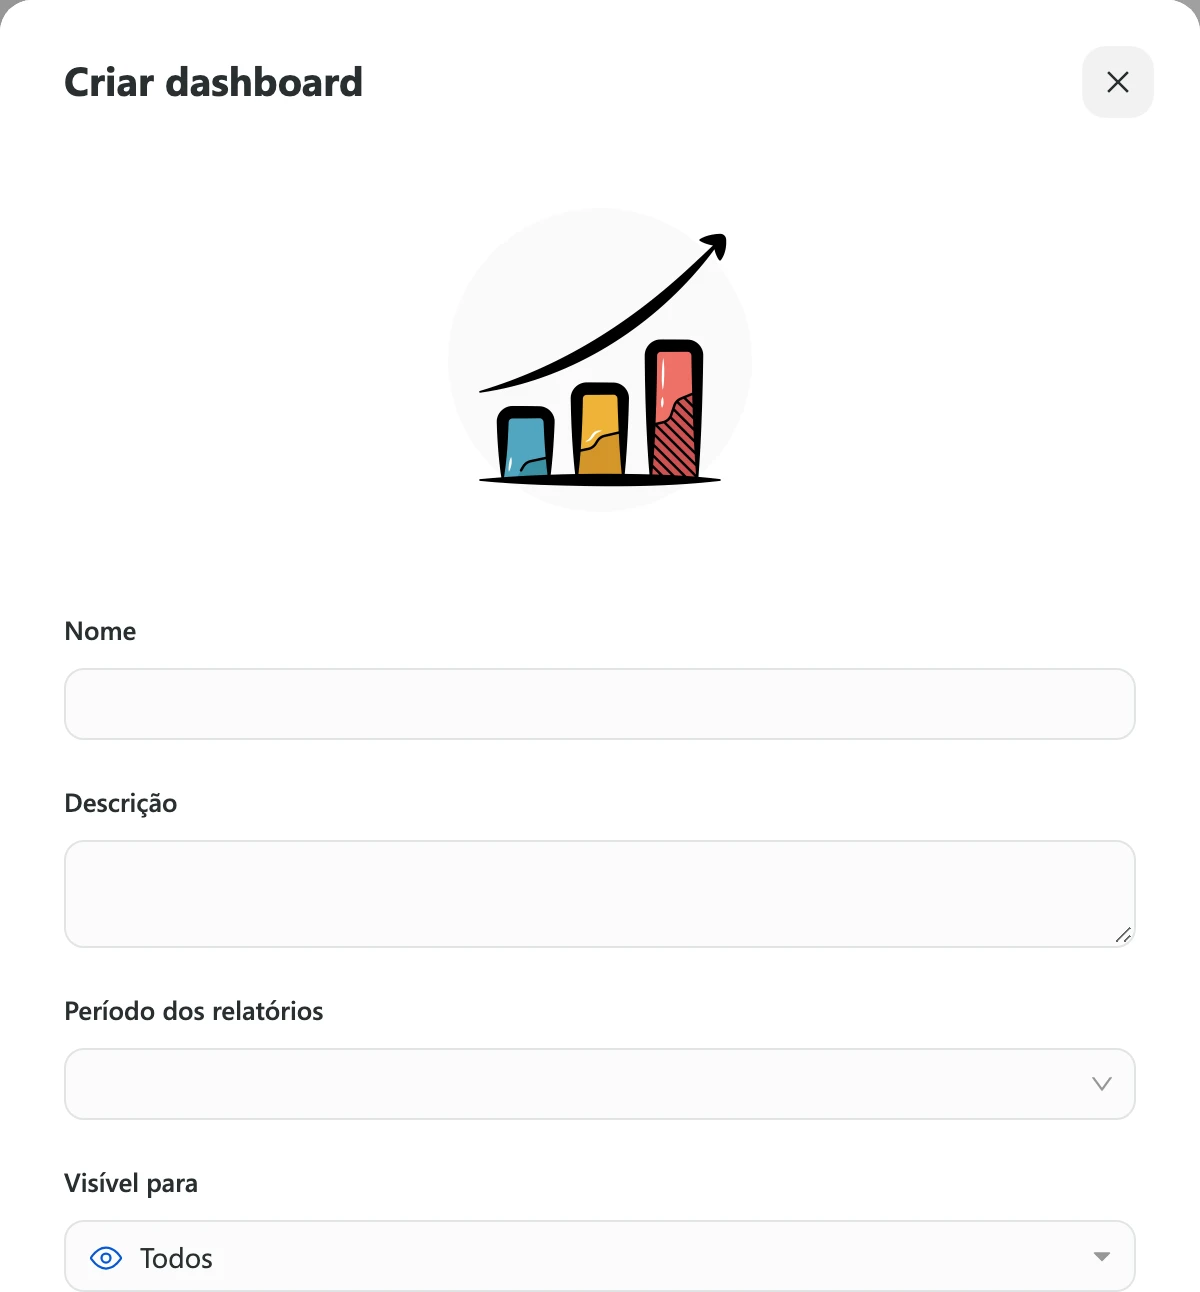 Criar dashboard
Nome
Descrição
Período dos relatórios
Visível para
Todos